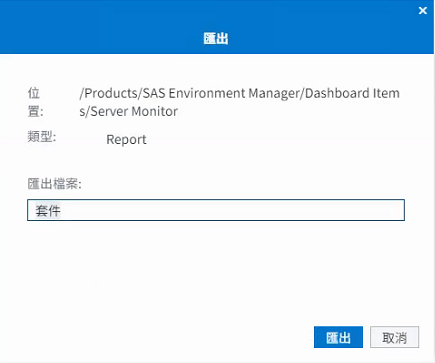 匯出
位置: /Products/SAS Environment Manager/Dashboard Item
s/Server Monitor
類型: Report
匯出檔案:
套件
匯出 取消